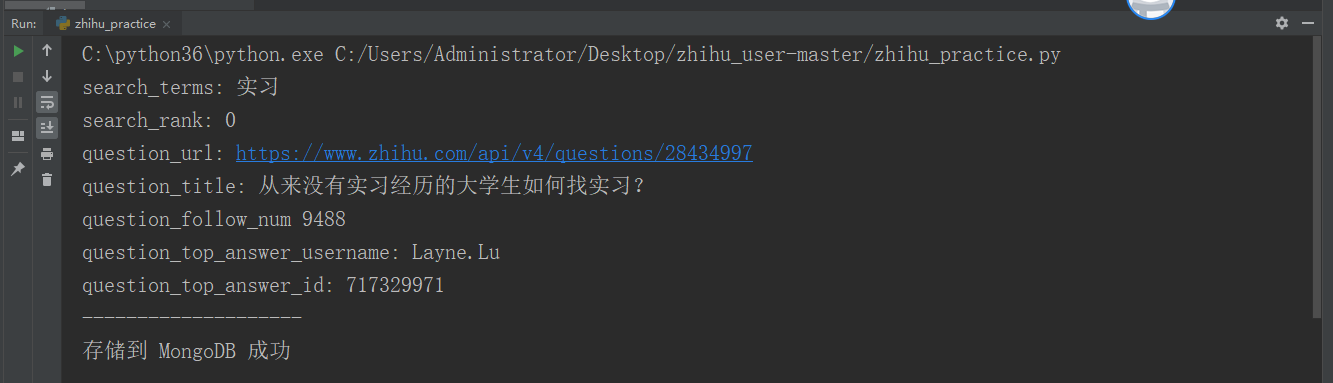 Run: zhihu_practice
C:\python36\python.exe C:/Users/Administrator/Desktop/zhihu_user-master/zhihu_practice.py
search_terms: 实习
search_rank: 0
question_url: https://www.zhihu.com/api/v4/questions/28434997
question_title: 从来没有实习经历的大学生如何找实习?
question_follow_num 9488
question_top_answer_username: Layne.Lu
question_top_answer_id: 717329971
--------------------
存储到 MongoDB 成功